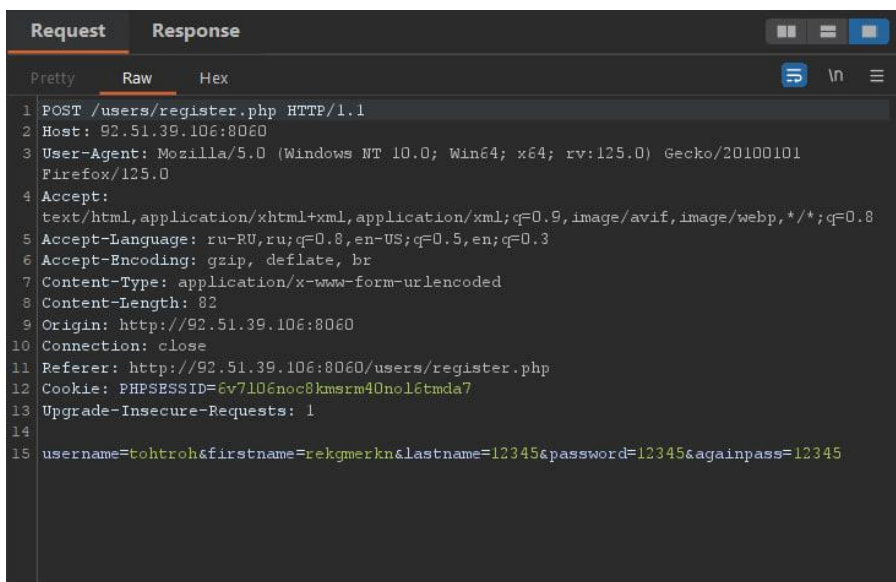 Request Response
Pretty Raw Hex \n
1 POST /users/register.php HTTP/1.1
2 Host: 92.51.39.106:8060
3 User-Agent: Mozilla/5.0 (Windows NT 10.0; Win64; x64; rv:125.0) Gecko/20100101
Firefox/125.0
4 Accept:
text/html,application/xhtml+xml,application/xml;q=0.9,image/avif,image/webp,*/*;q=0.8
5 Accept-Language: ru-RU,ru;q=0.8,en-US;q=0.5,en;q=0.3
6 Accept-Encoding: gzip, deflate, br
7 Content-Type: application/x-www-form-urlencoded
8 Content-Length: 82
9 Origin: http://92.51.39.106:8060
10 Connection: close
11 Referer: http://92.51.39.106:8060/users/register.php
12 Cookie: PHPSESSID=6v7l06noc8kmsrm40nol6tmda7
13 Upgrade-Insecure-Requests: 1
14
15 username=tohtroh&firstname=rekgmerkn&lastname=12345&password=12345&againpass=12345